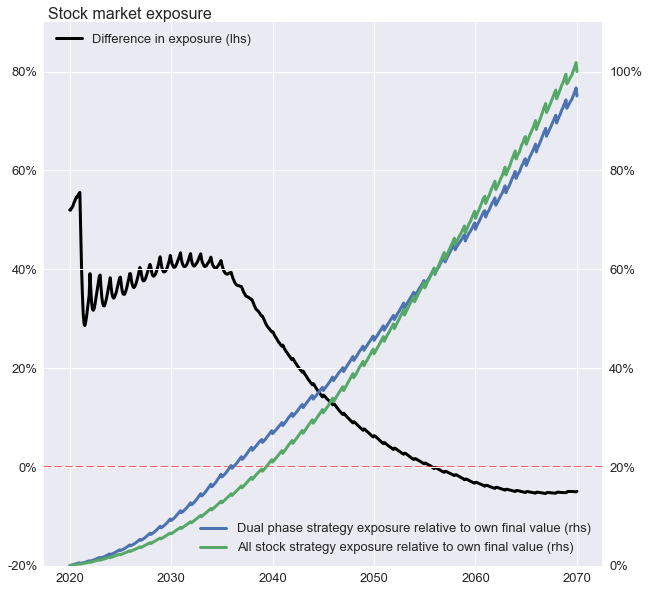 Stock market exposure
Difference in exposure (lhs)
80%
100%
60%
80%
40%
60%
20%
40%
0%
20%
Dual phase strategy exposure relative to own final value (rhs)
All stock strategy exposure relative to own final value (rhs)
-20%
0%
2020 2030 2040 2050 2060 2070